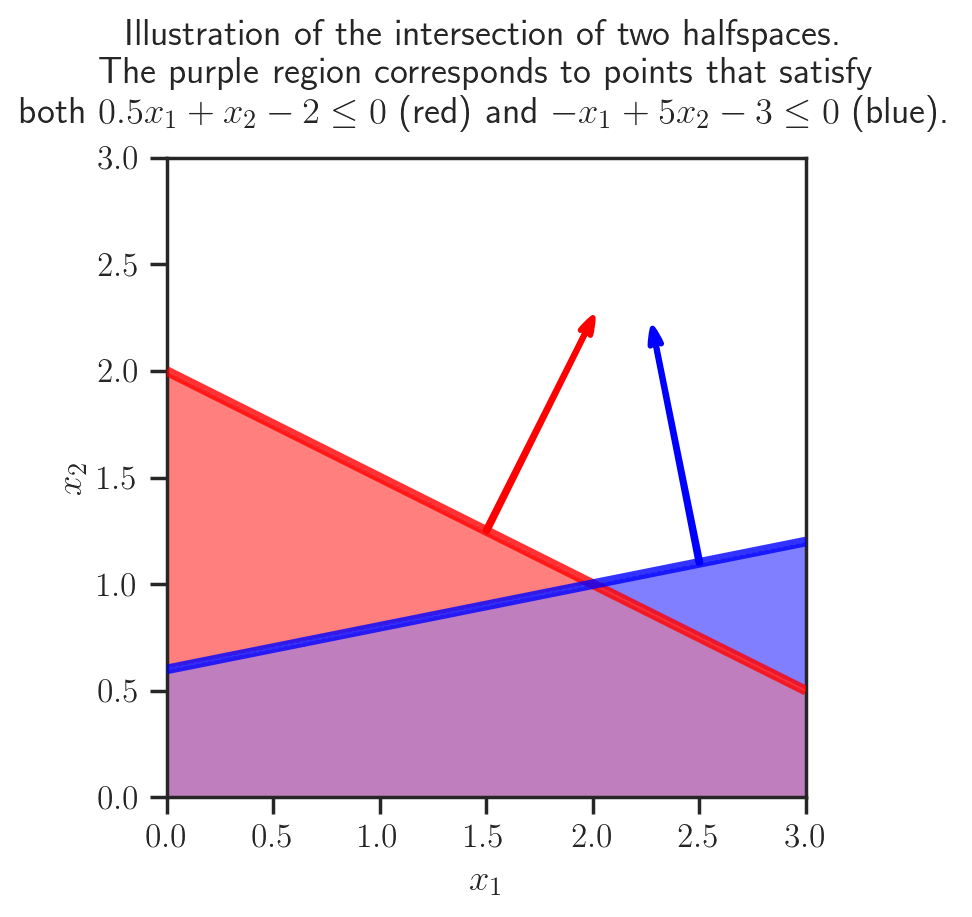 Illustration of the intersection of two halfspaces.
The purple region corresponds to points that satisfy
both 0.5x₁ + x₂ − 2 ≤ 0 (red) and −x₁ + 5x₂ − 3 ≤ 0 (blue).
3.0
2.5
2.0
1.5
1.0
0.5
0.0
x₂
0.0 0.5 1.0 1.5 2.0 2.5 3.0
x₁